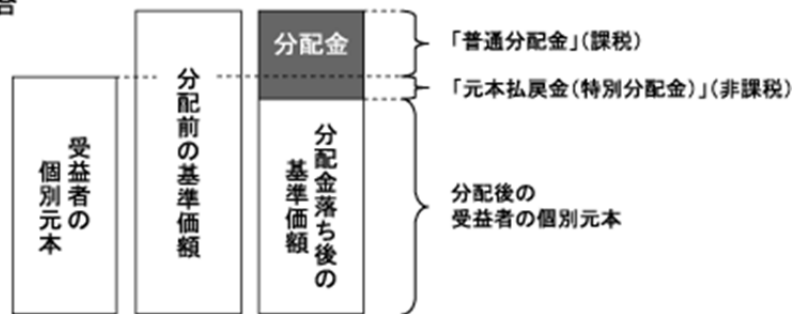 合
分配金
「普通分配金」(課税)
「元本払戻金(特別分配金)」(非課税)
受益者の
個別元本
分配前の基準価額
分配金落ち後の
基準価額
分配後の
受益者の個別元本